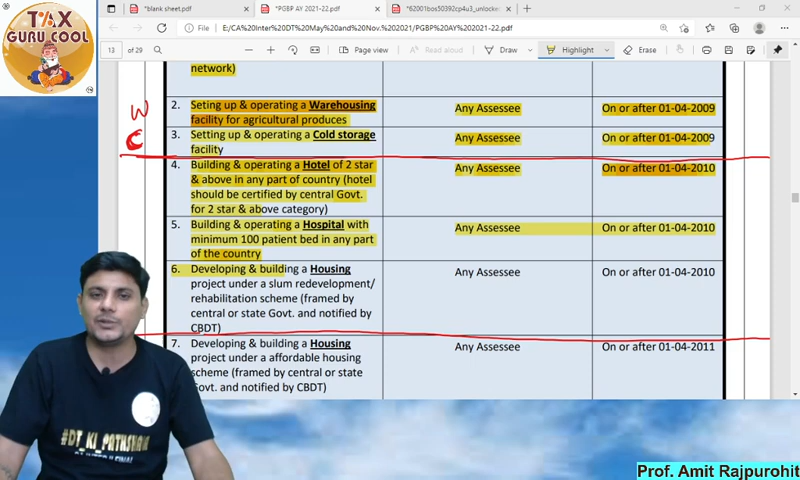 TAX
GURU COOL
*blank sheet.pdf
*PGBP AY 2021-22.pdf
*62001bos50392cp4u3_unlocke
E:/CA%20Inter%20DT%20May%20and%20Nov.%202021/PGBP%20AY%202021-22.pdf
13 of 29
Page view
Draw
Highlight
Erase
network)
2. Seting up & operating a Warehousing facility for agricultural produces
Any Assessee
On or after 01-04-2009
W
3. Setting up & operating a Cold storage facility
Any Assessee
On or after 01-04-2009
C
4. Building & operating a Hotel of 2 star
& above in any part of country (hotel
should be certified by central Govt.
for 2 star & above category)
Any Assessee
On or after 01-04-2010
5. Building & operating a Hospital with
minimum 100 patient bed in any part
of the country
Any Assessee
On or after 01-04-2010
6. Developing & building a Housing
project under a slum redevelopment/
rehabilitation scheme (framed by
central or state Govt. and notified by
CBDT)
Any Assessee
On or after 01-04-2010
7. Developing & building a Housing
project under a affordable housing
scheme (framed by central or state
Govt. and notified by CBDT)
Any Assessee
On or after 01-04-2011
#DT_KI_PATHSHALA
Prof. Amit Rajpurohit